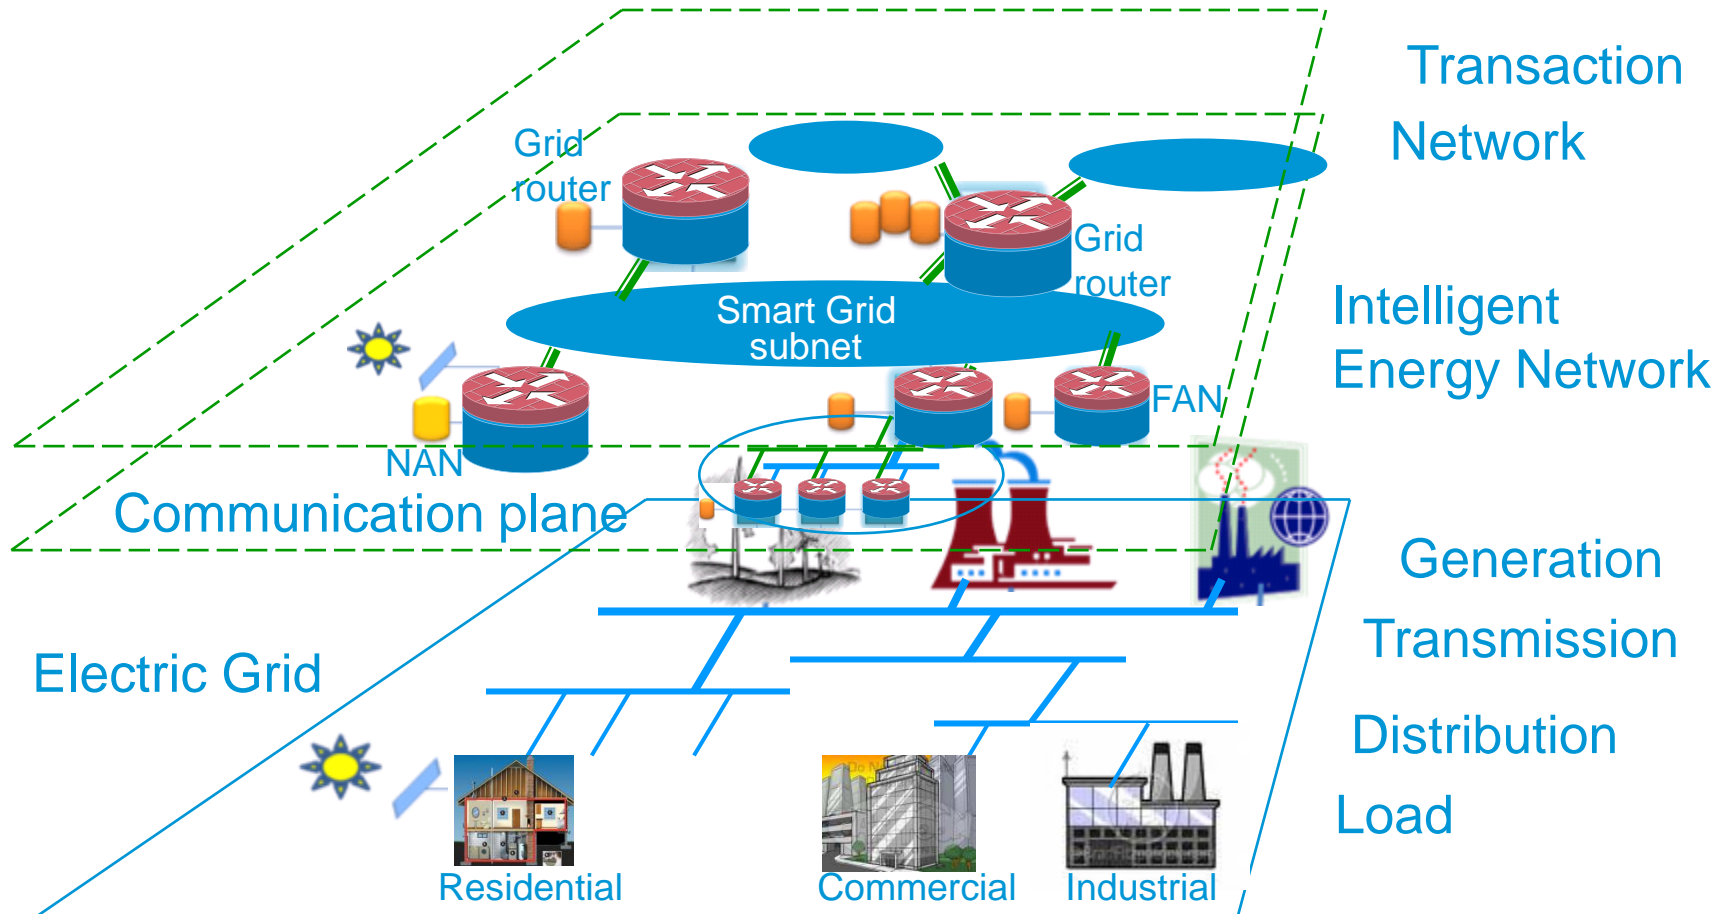 Transaction
Network
Grid
router
Grid
router
Smart Grid
subnet
Intelligent
Energy Network
FAN
NAN
Communication plane
Generation
Transmission
Electric Grid
Distribution
Load
Residential
Commercial
Industrial